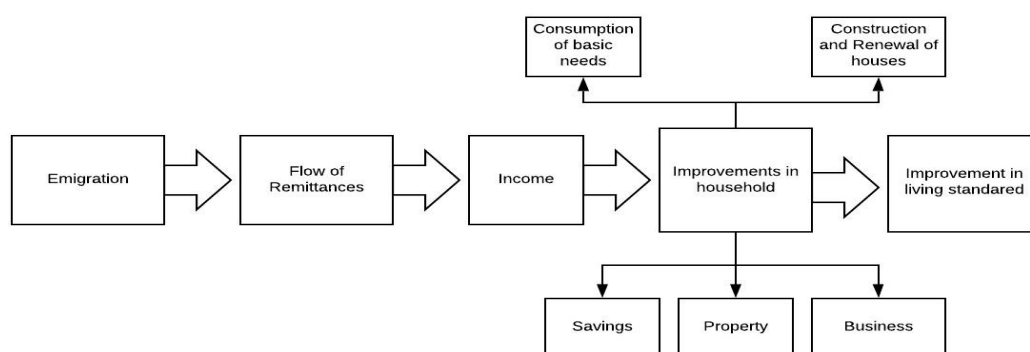 Consumption
of basic
needs
Construction
and Renewal of
houses
Emigration
Flow of
Remittances
Income
Improvements in
household
Improvement in
living standared
Savings
Property
Business